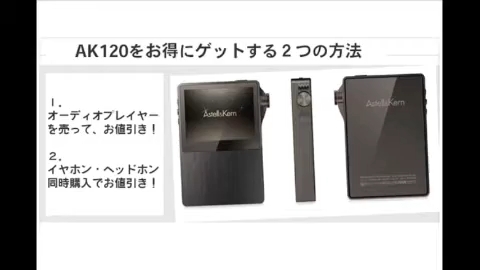 AK120をお得にゲットする２つの方法
１．
オーディオプレイヤー
を売って、お値引き！
２．
イヤホン・ヘッドホン
同時購入でお値引き！
Astell&Kern
Astell&Kern